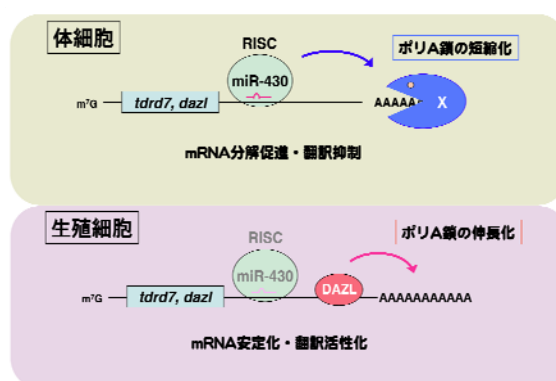 体細胞
RISC
ポリA鎖の短縮化
miR-430
m⁷G
tdrd7, dazl
AAAAA
X
mRNA分解促進・翻訳抑制
生殖細胞
RISC
ポリA鎖の伸長化
miR-430
DAZL
m⁷G
tdrd7, dazl
AAAAAAAAAAA
mRNA安定化・翻訳活性化